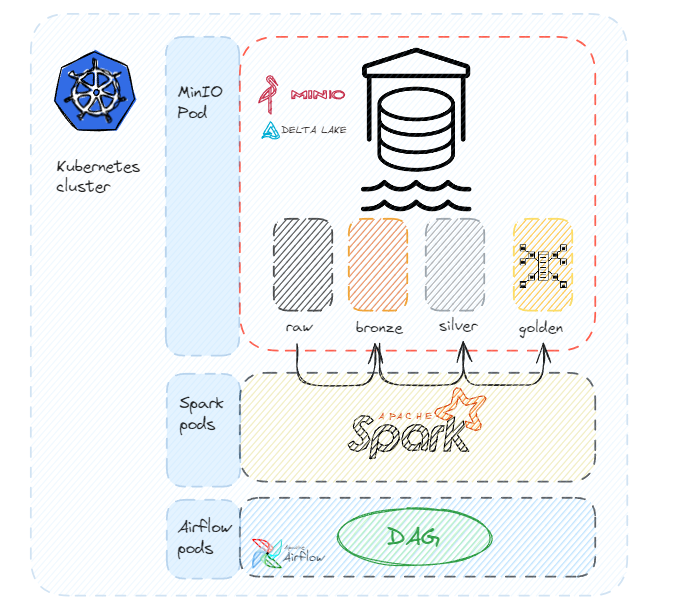 Kubernetes
cluster
MinIO
Pod
MINIO
DELTA LAKE
raw
bronze
silver
golden
Spark
pods
APACHE
Spark
Airflow
pods
Apache
Airflow
DAG